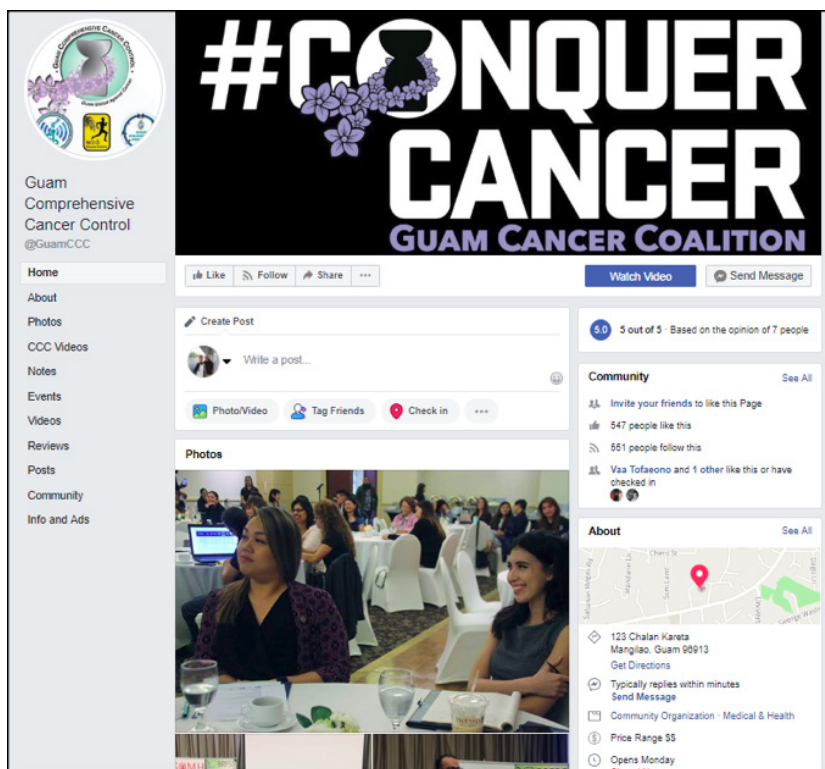 GUAM COMPREHENSIVE CANCER CONTROL
#CONQUER
CANCER
GUAM CANCER COALITION
Guam
Comprehensive
Cancer Control
@GuamCCC
Home
About
Photos
CCC Videos
Notes
Events
Videos
Reviews
Posts
Community
Info and Ads
Like
Follow
Share
Watch Video
Send Message
Create Post
Write a post...
Photo/Video
Tag Friends
Check in
Photos
5.0
5 out of 5 · Based on the opinion of 7 people
Community
See All
Invite your friends to like this Page
547 people like this
551 people follow this
Vaa Tofaeono and 1 other like this or have
checked in
About
See All
123 Chalan Kareta
Mangilao, Guam 96913
Get Directions
Typically replies within minutes
Send Message
Community Organization · Medical & Health
Price Range $$
Opens Monday